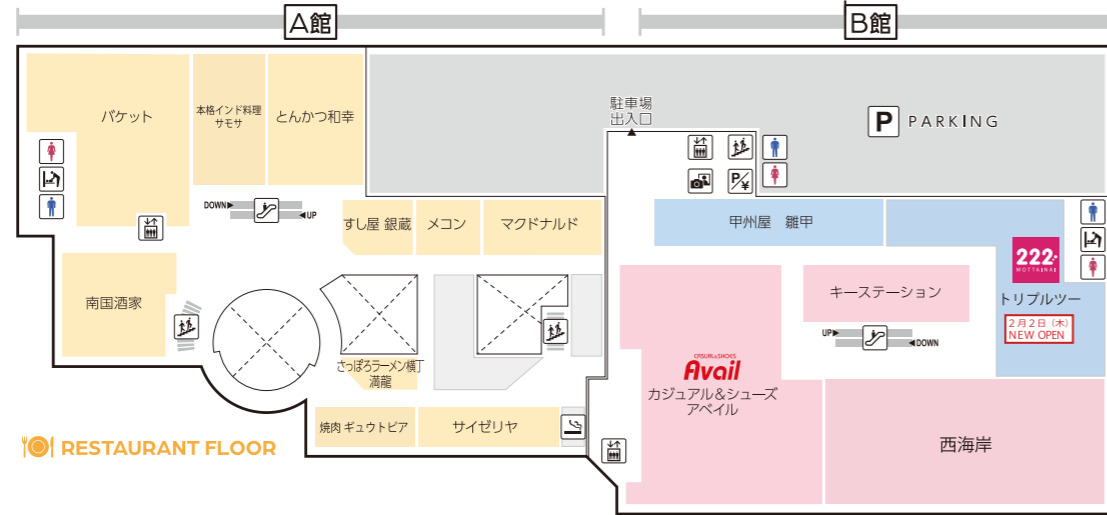 A館
B館
バケット
本格インド料理
サモサ
とんかつ和幸
駐車場
出入口
P PARKING
P/¥
DOWN
UP
すし屋 銀蔵
メコン
マクドナルド
甲州屋 雛甲
222
MOTTAINAI
トリプルツー
2月2日(木)
NEW OPEN
南国酒家
キーステーション
UP
DOWN
さっぽろラーメン横丁
満龍
CASUAL&SHOES
Avail
カジュアル&シューズ
アベイル
焼肉 ギュウトピア
サイゼリヤ
西海岸
RESTAURANT FLOOR